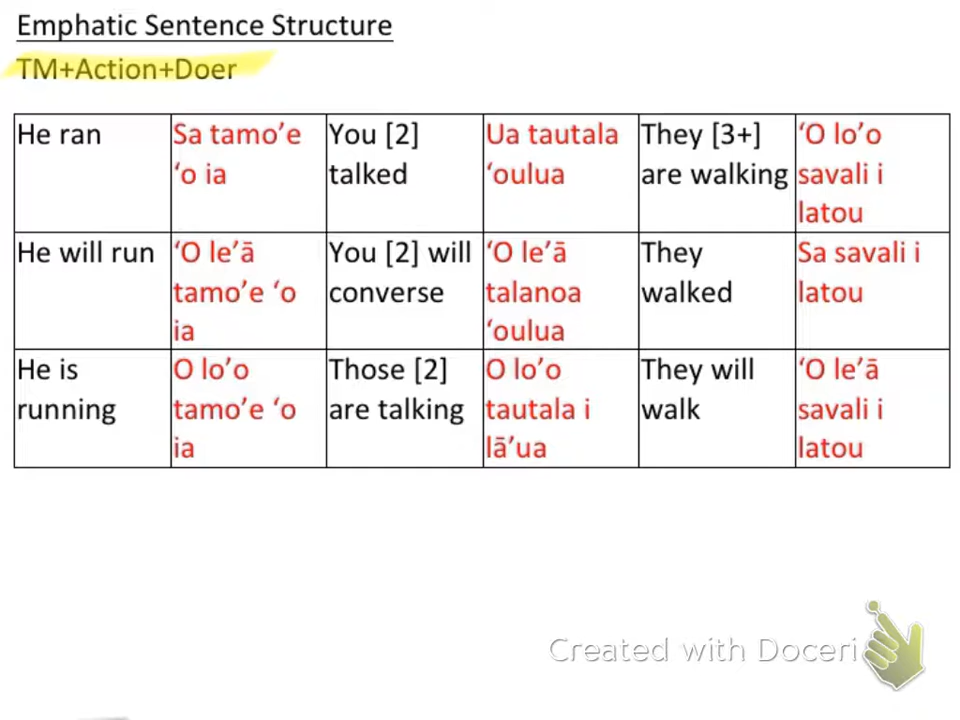 Emphatic Sentence Structure
TM+Action+Doer
He ran
Sa tamo’e
‘o ia
You [2]
talked
Ua tautala
‘oulua
They [3+]
are walking
‘O lo’o
savali i
latou
He will run
‘O le’ā
tamo’e ‘o
ia
You [2] will
converse
‘O le’ā
talanoa
‘oulua
They
walked
Sa savali i
latou
He is
running
O lo’o
tamo’e ‘o
ia
Those [2]
are talking
O lo’o
tautala i
lā’ua
They will
walk
‘O le’ā
savali i
latou
Created with Doceri